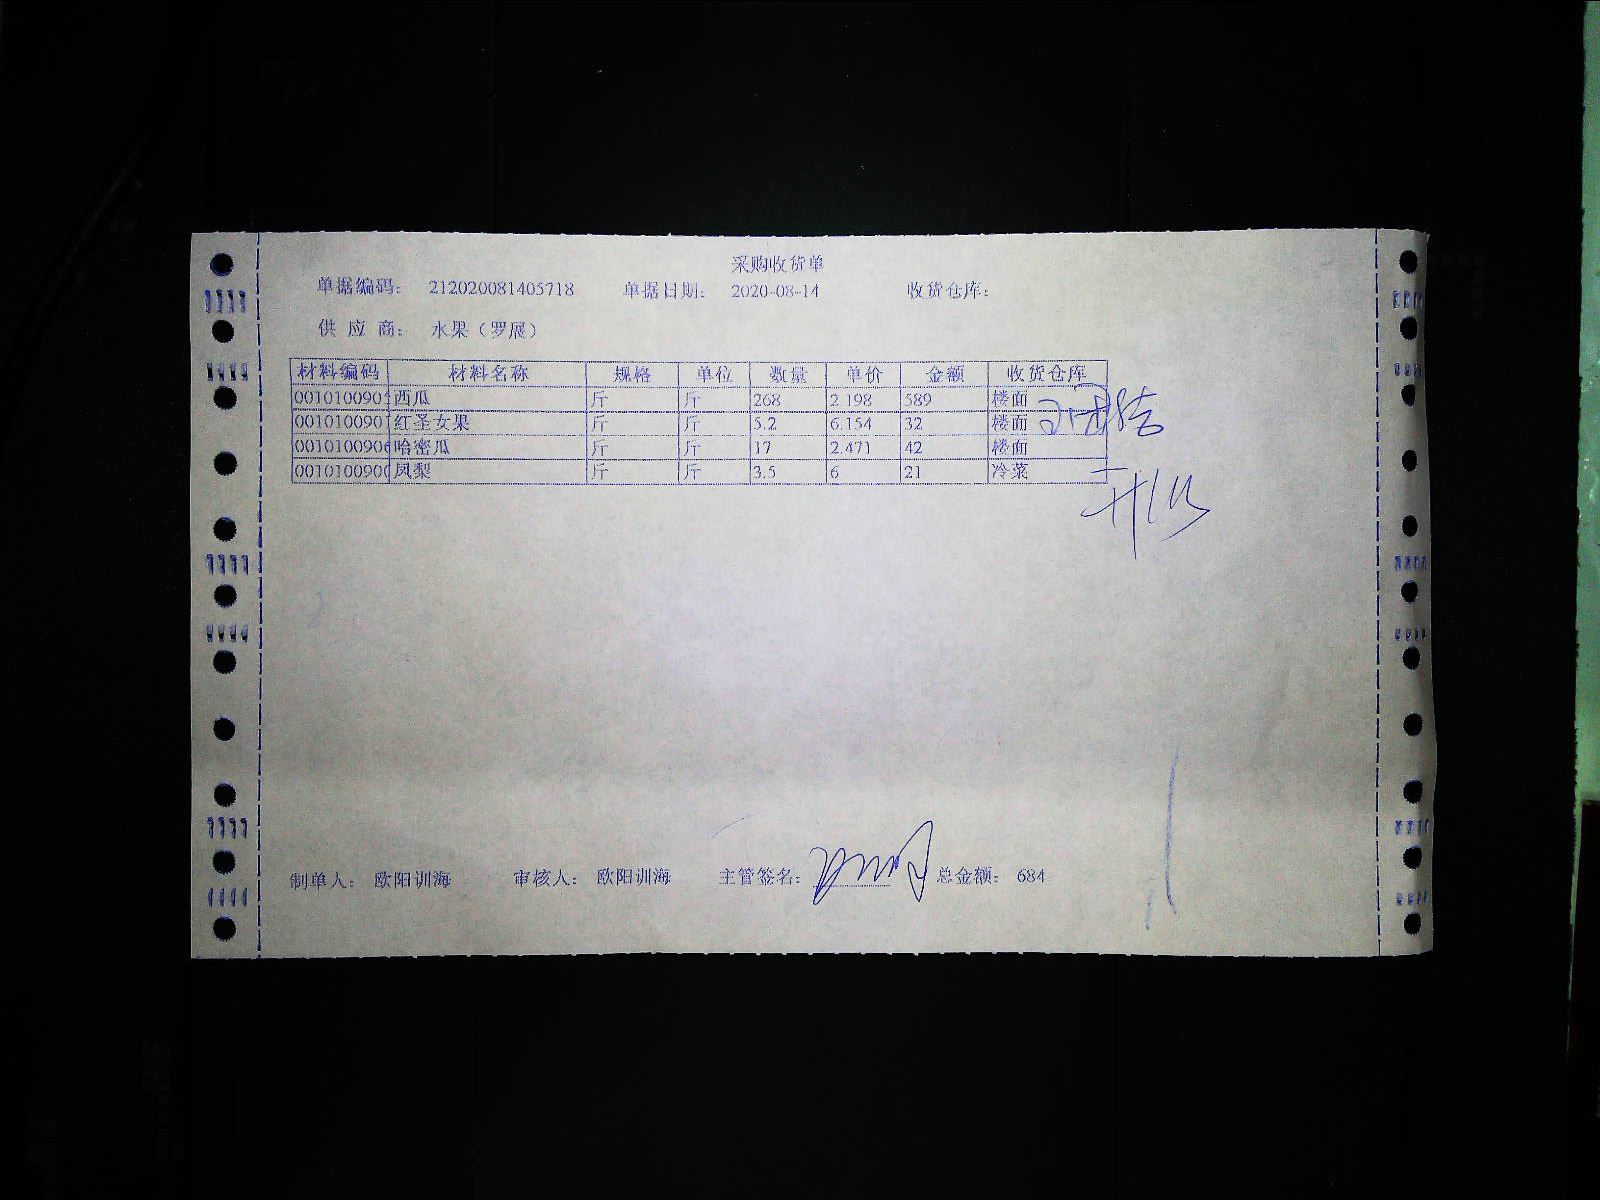 采购收货单
单据编码： 212020081405718 单据日期： 2020-08-14 收货仓库：
供 应 商： 水果（罗展）
材料编码 材料名称 规格 单位 数量 单价 金额 收货仓库
001010090 西瓜 斤 斤 268 2.198 589 楼面
001010090 红圣女果 斤 斤 5.2 6.154 32 楼面
001010090 哈密瓜 斤 斤 17 2.471 42 楼面
001010090 凤梨 斤 斤 3.5 6 21 冷菜
制单人： 欧阳训海 审核人： 欧阳训海 主管签名： 总金额： 684